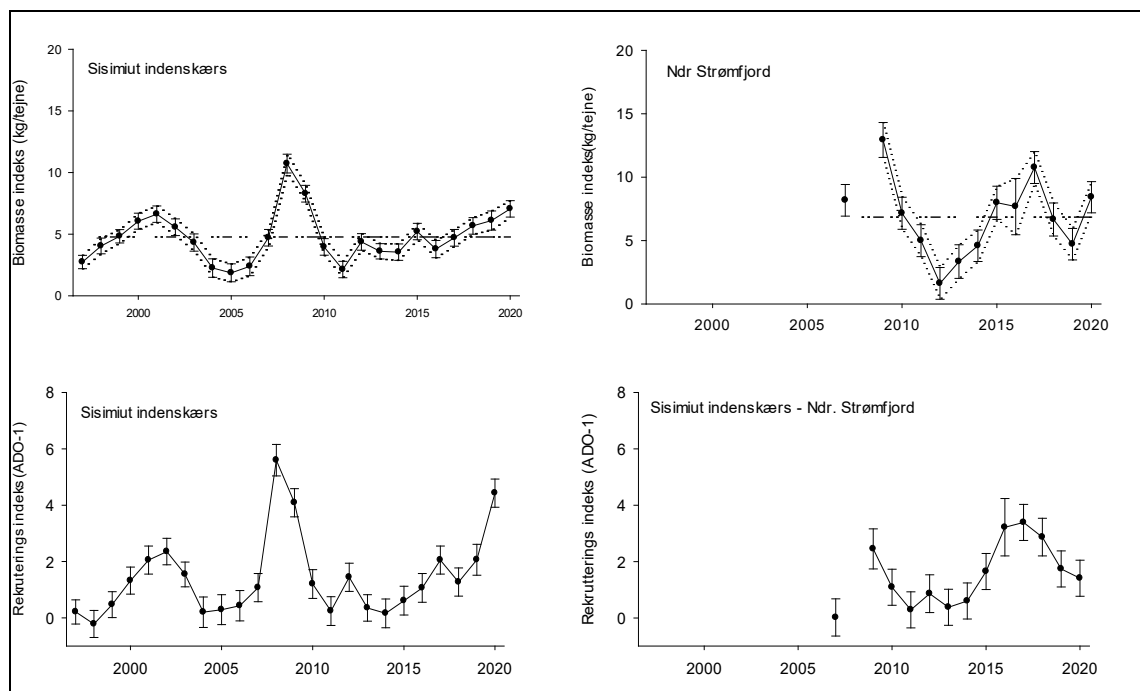 Sisimiut indenskærs
Biomasse indeks (kg/tejne)
20
15
10
5
0
2000 2005 2010 2015 2020
Ndr Strømfjord
Biomasse indeks(kg/tejne)
20
15
10
5
0
2000 2005 2010 2015 2020
Sisimiut indenskærs
Rekruterings indeks (ADO-1)
8
6
4
2
0
2000 2005 2010 2015 2020
Sisimiut indenskærs - Ndr. Strømfjord
Rekrutterings indeks (ADO-1)
8
6
4
2
0
2000 2005 2010 2015 2020